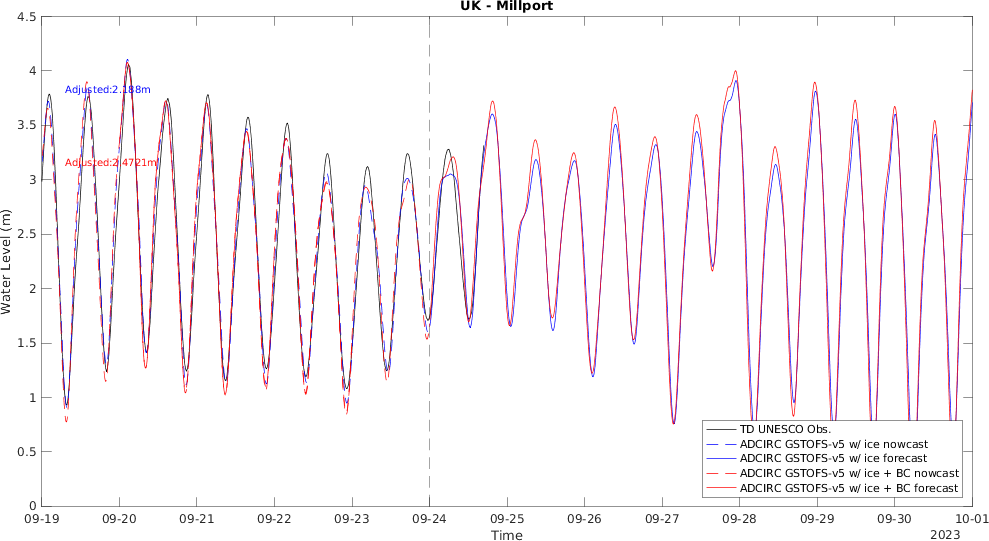 UK - Millport
4.5
4
3.5
3
2.5
2
1.5
1
0.5
0
Water Level (m)
Adjusted:2.188m
Adjusted:2.4721m
TD UNESCO Obs.
ADCIRC GSTOFS-v5 w/ ice nowcast
ADCIRC GSTOFS-v5 w/ ice forecast
ADCIRC GSTOFS-v5 w/ ice + BC nowcast
ADCIRC GSTOFS-v5 w/ ice + BC forecast
09-19 09-20 09-21 09-22 09-23 09-24 09-25 09-26 09-27 09-28 09-29 09-30 10-01
Time
2023